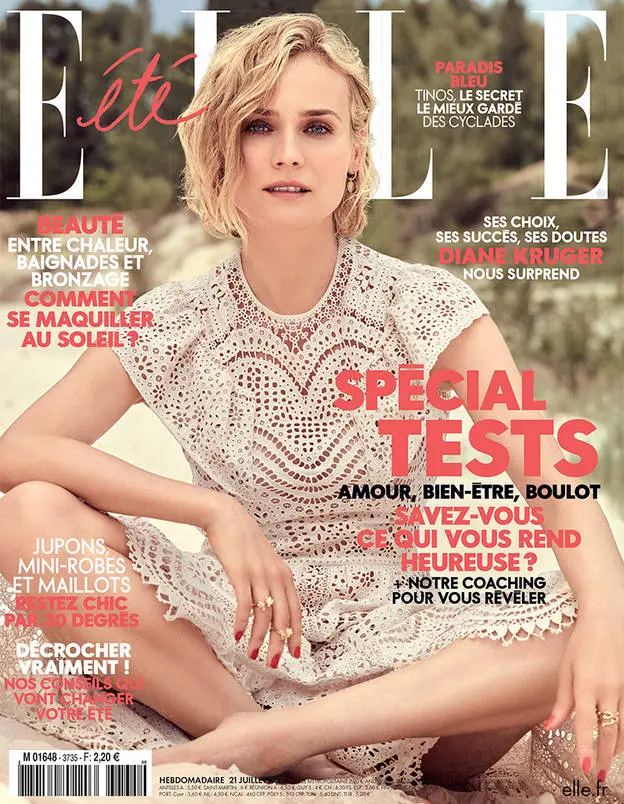 ELLE
été
PARADIS
BLEU
TINOS, LE SECRET
LE MIEUX GARDÉ
DES CYCLADES
BEAUTÉ
ENTRE CHALEUR,
BAIGNADES ET
BRONZAGE
COMMENT
SE MAQUILLER
AU SOLEIL ?
SES CHOIX,
SES SUCCÈS, SES DOUTES
DIANE KRUGER
NOUS SURPREND
SPÉCIAL
TESTS
AMOUR, BIEN-ÊTRE, BOULOT
SAVEZ-VOUS
CE QUI VOUS REND
HEUREUSE ?
+ NOTRE COACHING
POUR VOUS RÉVÉLER
JUPONS,
MINI-ROBES
ET MAILLOTS
RESTEZ CHIC
PAR 30 DEGRÉS
DÉCROCHER
VRAIMENT !
NOS CONSEILS QUI
VONT CHANGER
VOTRE ÉTÉ
M 01648 - 3735 - F: 2,20 €
HEBDOMADAIRE 21 JUILLET
elle.fr